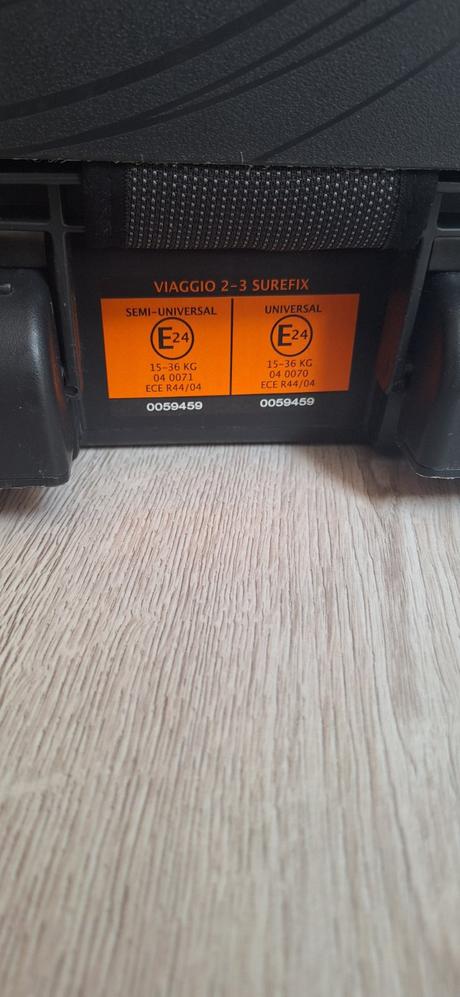 VIAGGIO 2-3 SUREFIX
SEMI-UNIVERSAL
E24
15-36 KG
04 0071
ECE R44/04
0059459
UNIVERSAL
E24
15-36 KG
04 0070
ECE R44/04
0059459